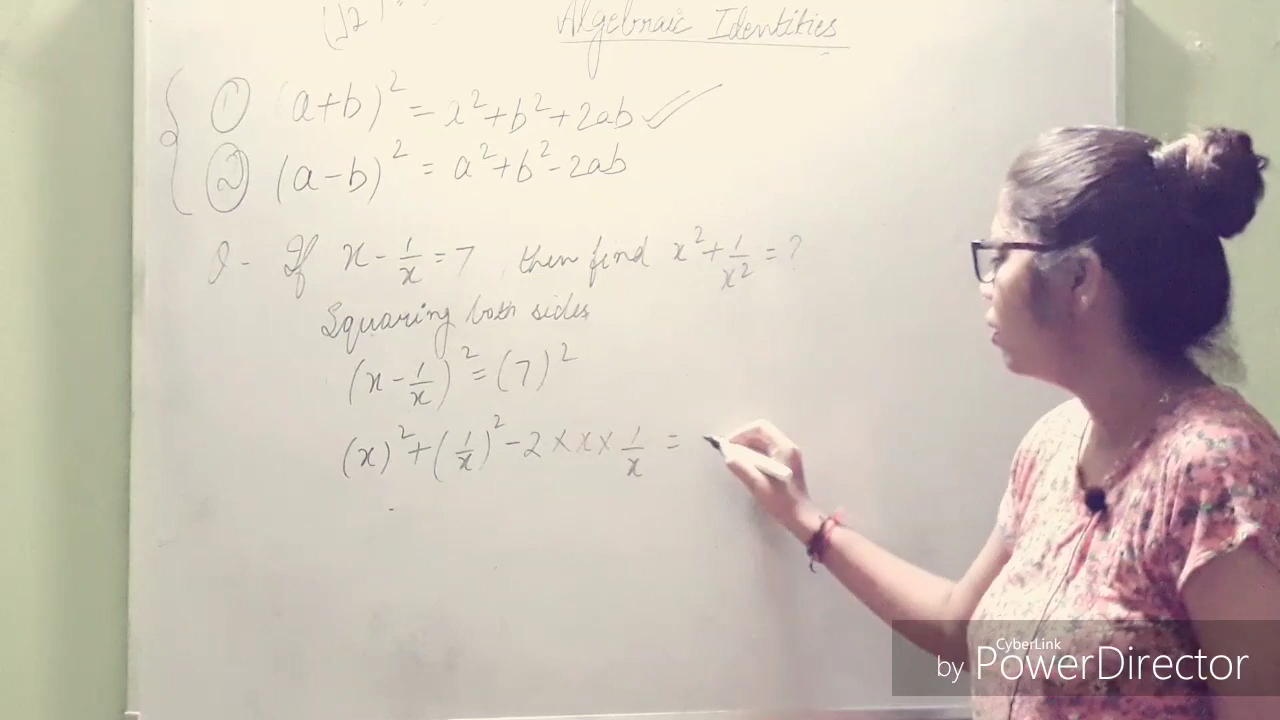 Algebraic Identities
① (a+b)² = x²+b²+2ab
② (a-b)² = a²+b²-2ab
Q- If x - 1/x = 7, then find x² + 1/x² = ?
Squaring both sides
(x - 1/x)² = (7)²
(x)² + (1/x)² - 2 × x × 1/x =
CyberLink
by PowerDirector